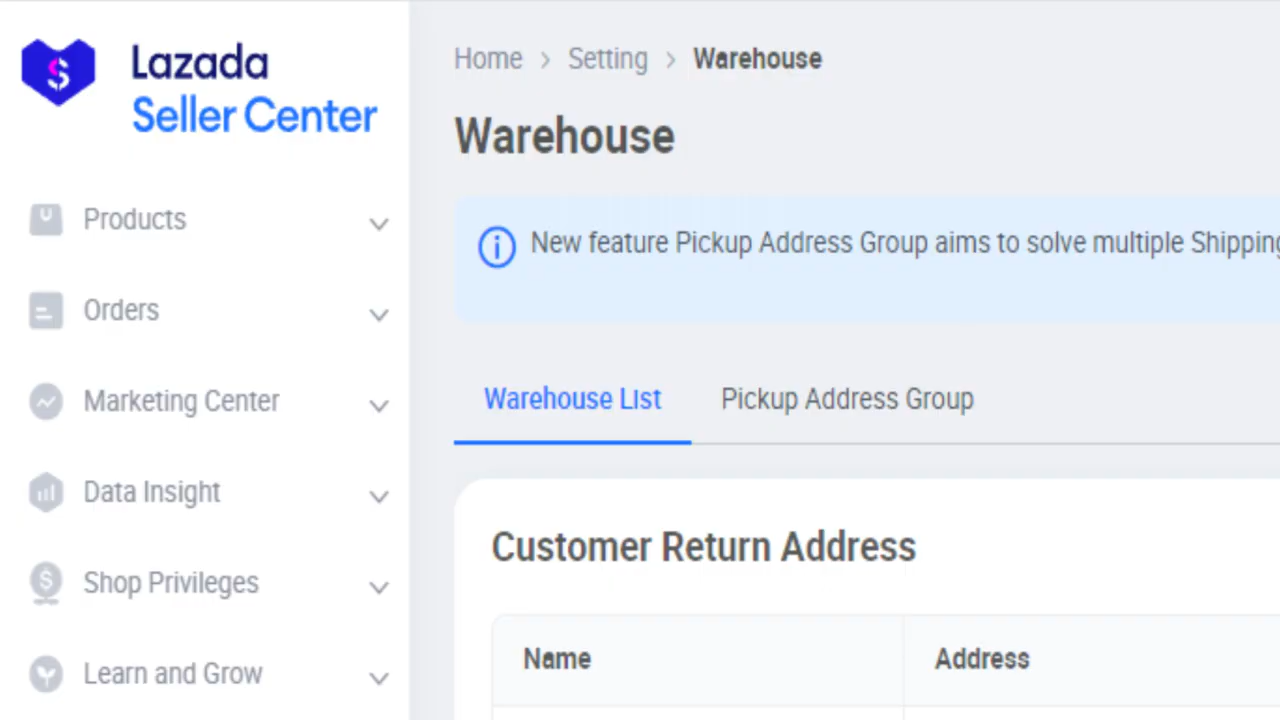 Lazada
Seller Center
Products
Orders
Marketing Center
Data Insight
Shop Privileges
Learn and Grow
Home > Setting > Warehouse
Warehouse
New feature Pickup Address Group aims to solve multiple Shipping
Warehouse List
Pickup Address Group
Customer Return Address
Name
Address